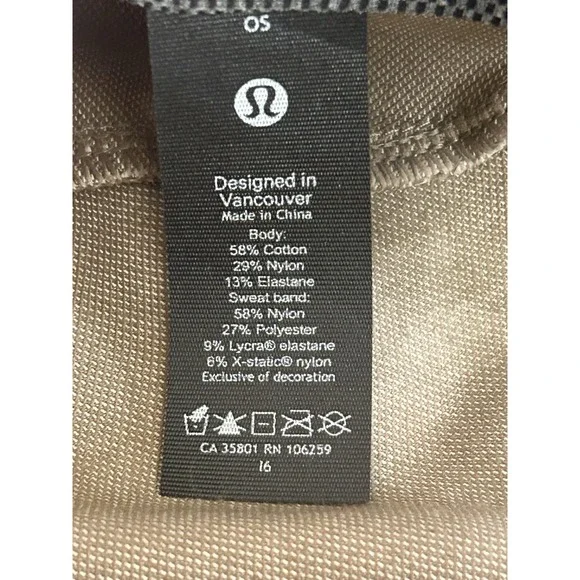 OS
Designed in
Vancouver
Made in China
Body:
58% Cotton
29% Nylon
13% Elastane
Sweat band:
58% Nylon
27% Polyester
9% Lycra® elastane
6% X-static® nylon
Exclusive of decoration
CA 35801 RN 106259
16